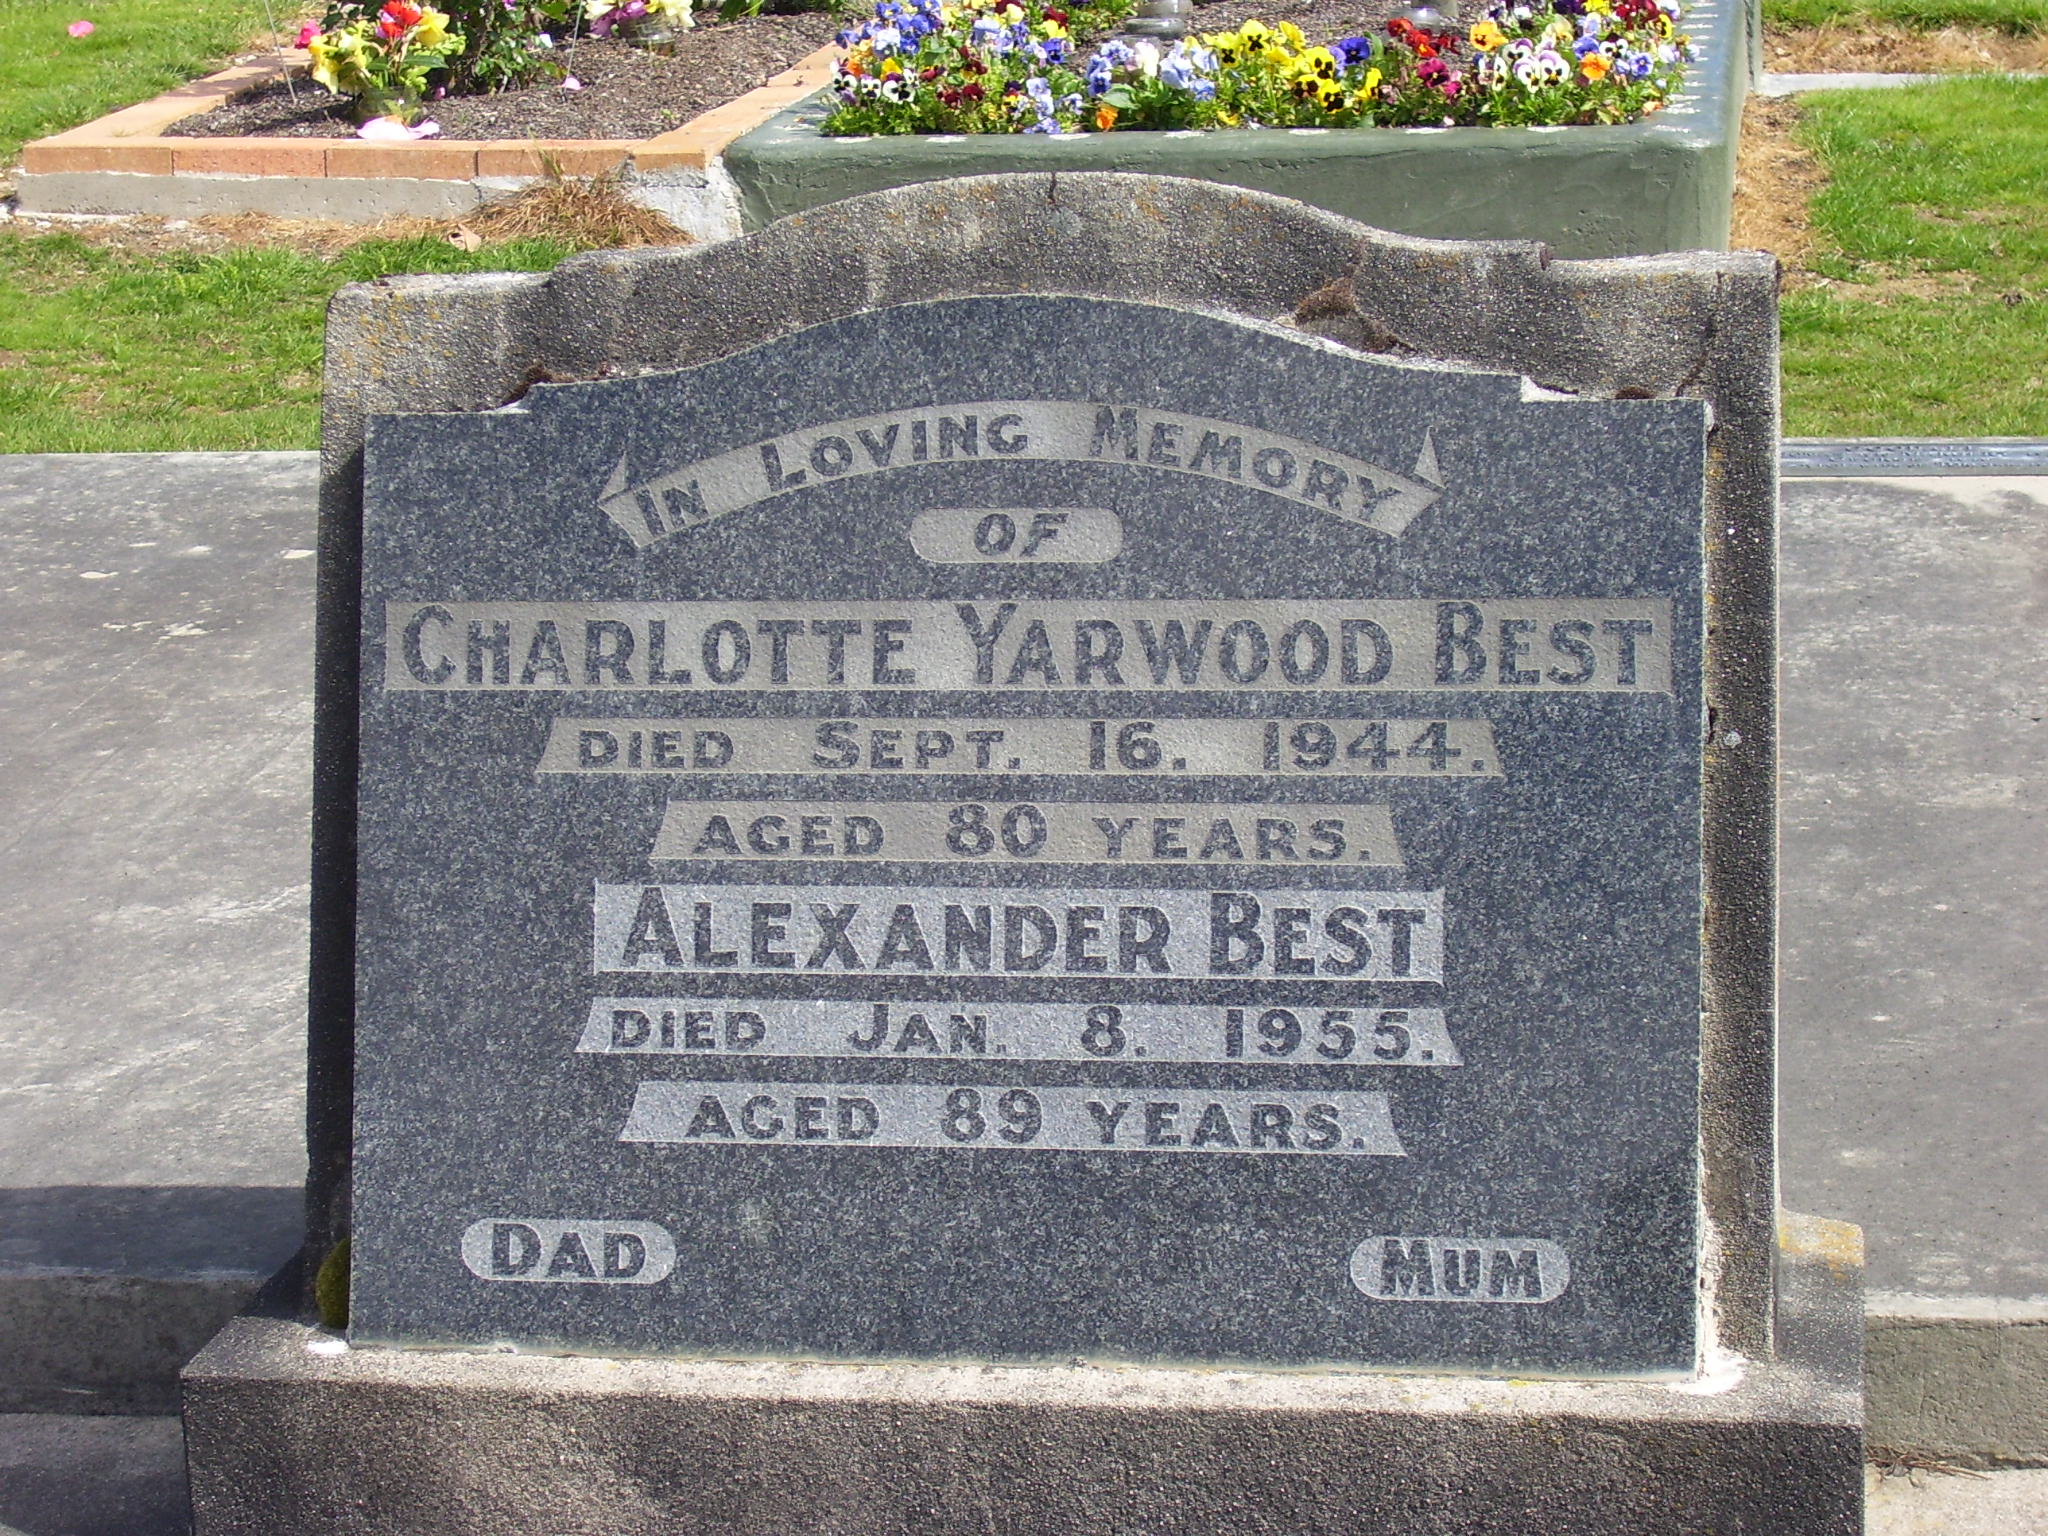 IN LOVING MEMORY
OF
CHARLOTTE YARWOOD BEST
DIED SEPT. 16. 1944.
AGED 80 YEARS.
ALEXANDER BEST
DIED JAN. 8. 1955.
AGED 89 YEARS.
DAD MUM